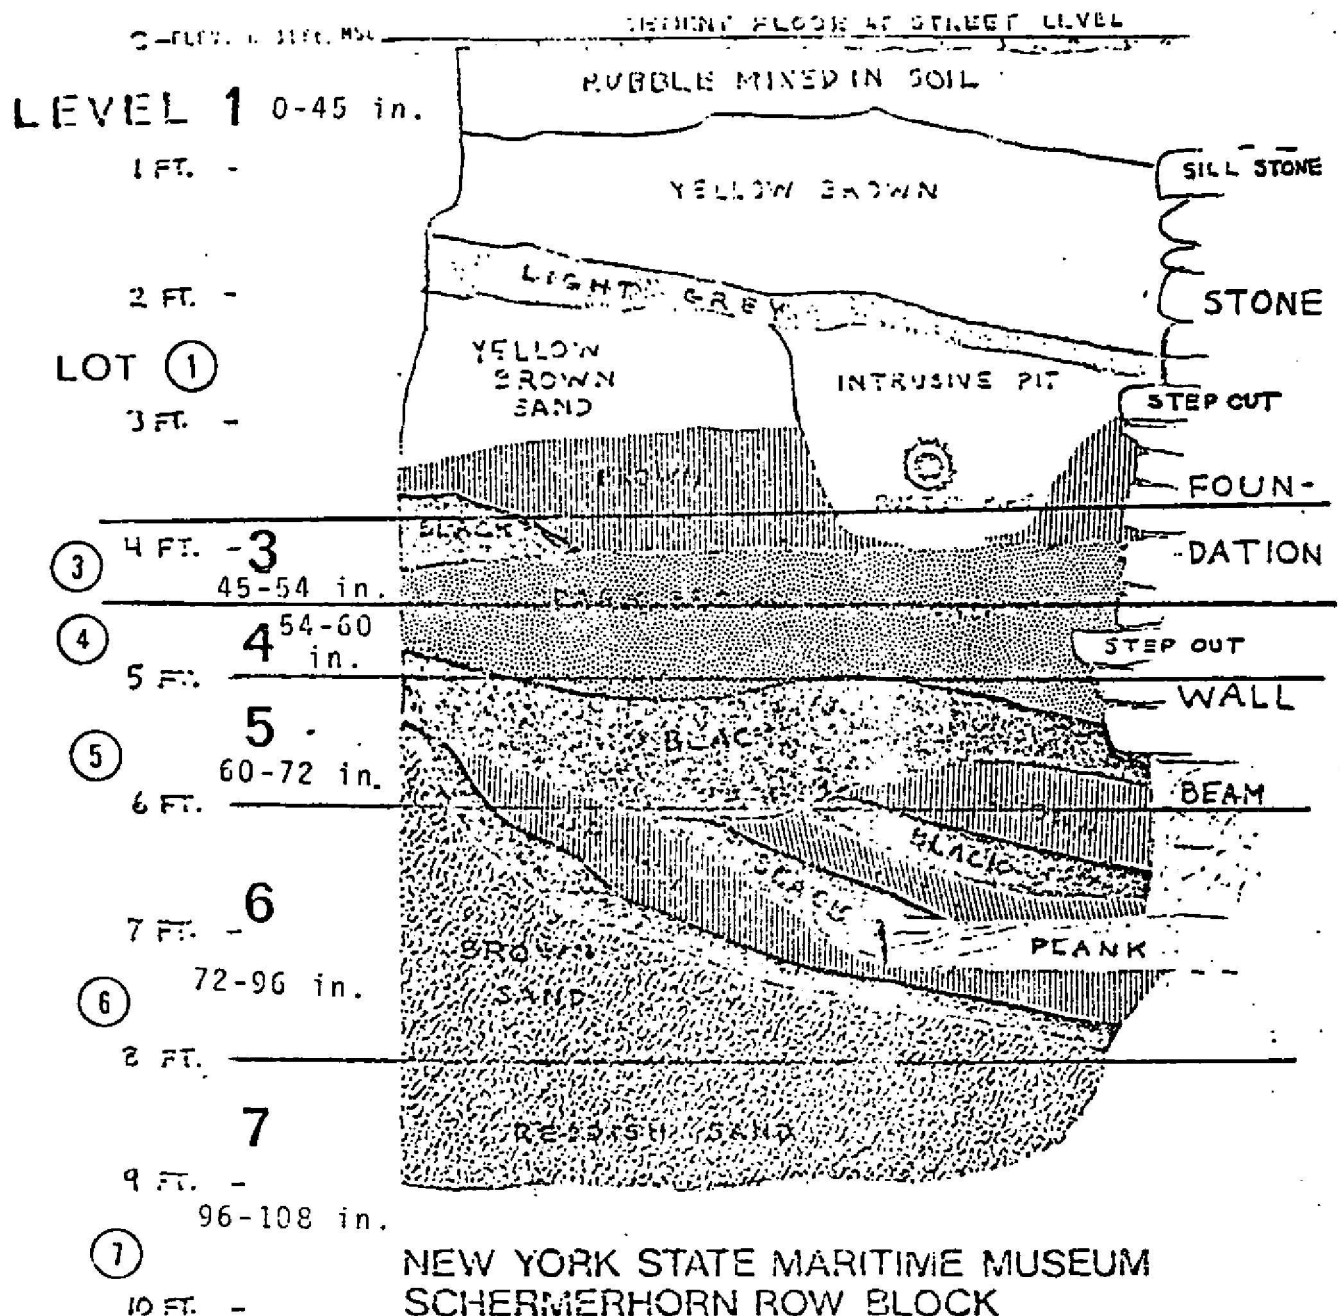 CEMENT FLOOR AT STREET LEVEL
RUBBLE MIXED IN SOIL
LEVEL 1 0-45 in.
1 FT. -
SILL STONE
YELLOW BROWN
LIGHT GREY
2 FT. -
STONE
YELLOW
BROWN
SAND
LOT ①
INTRUSIVE PIT
STEP OUT
3 FT. -
BROWN
FOUN-
BLACK
4 FT. - 3
③
45-54 in.
DATION
④
4 54-60
in.
STEP OUT
5 FT.
WALL
5
BLACK
⑤
60-72 in.
6 FT.
BEAM
BLACK
BLACK
6
7 FT. -
BROWN
SAND
PLANK
72-96 in.
⑥
8 FT.
7
REDDISH SAND
9 FT. -
96-108 in.
⑦
10 FT. -
NEW YORK STATE MARITIME MUSEUM
SCHERMERHORN ROW BLOCK